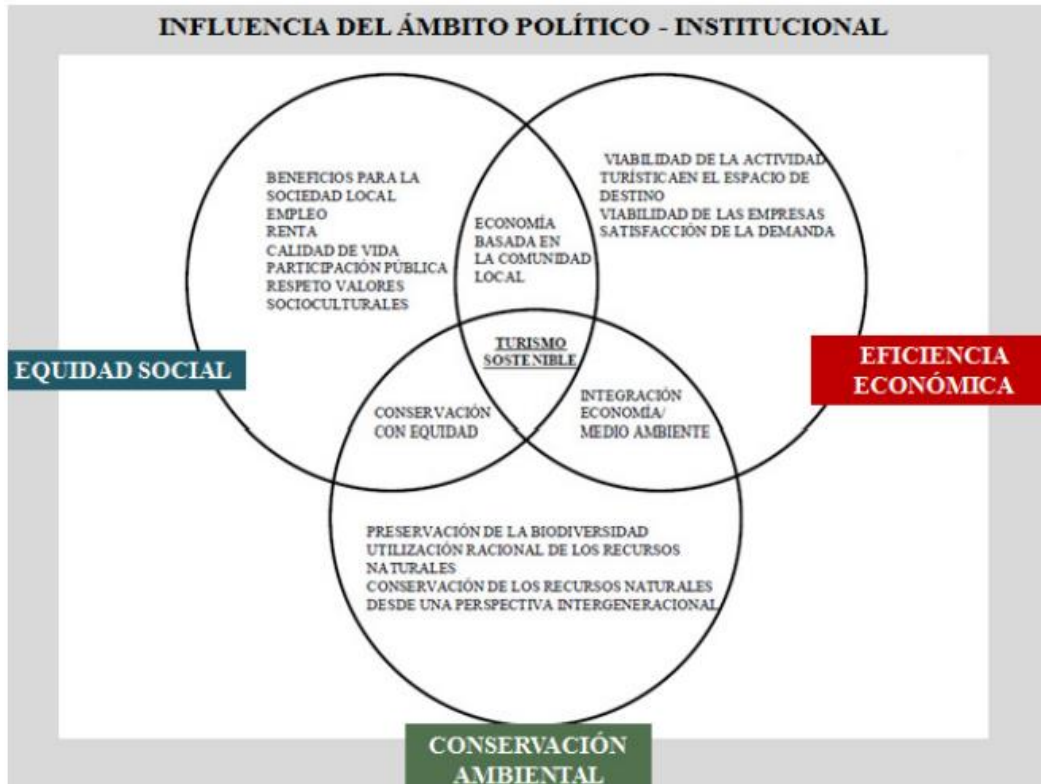 INFLUENCIA DEL ÁMBITO POLÍTICO - INSTITUCIONAL
BENEFICIOS PARA LA
SOCIEDAD LOCAL
EMPLEO
RENTA
CALIDAD DE VIDA
PARTICIPACIÓN PÚBLICA
RESPETO VALORES
SOCIOCULTURALES
ECONOMÍA
BASADA EN
LA COMUNIDAD
LOCAL
VIABILIDAD DE LA ACTIVIDAD
TURÍSTICAEN EL ESPACIO DE
DESTINO
VIABILIDAD DE LAS EMPRESAS
SATISFACCIÓN DE LA DEMANDA
EQUIDAD SOCIAL
TURISMO
SOSTENIBLE
EFICIENCIA
ECONÓMICA
CONSERVACIÓN
CON EQUIDAD
INTEGRACIÓN
ECONOMÍA/
MEDIO AMBIENTE
PRESERVACIÓN DE LA BIODIVERSIDAD
UTILIZACIÓN RACIONAL DE LOS RECURSOS
NATURALES
CONSERVACIÓN DE LOS RECURSOS NATURALES
DESDE UNA PERSPECTIVA INTERGENERACIONAL
CONSERVACIÓN
AMBIENTAL